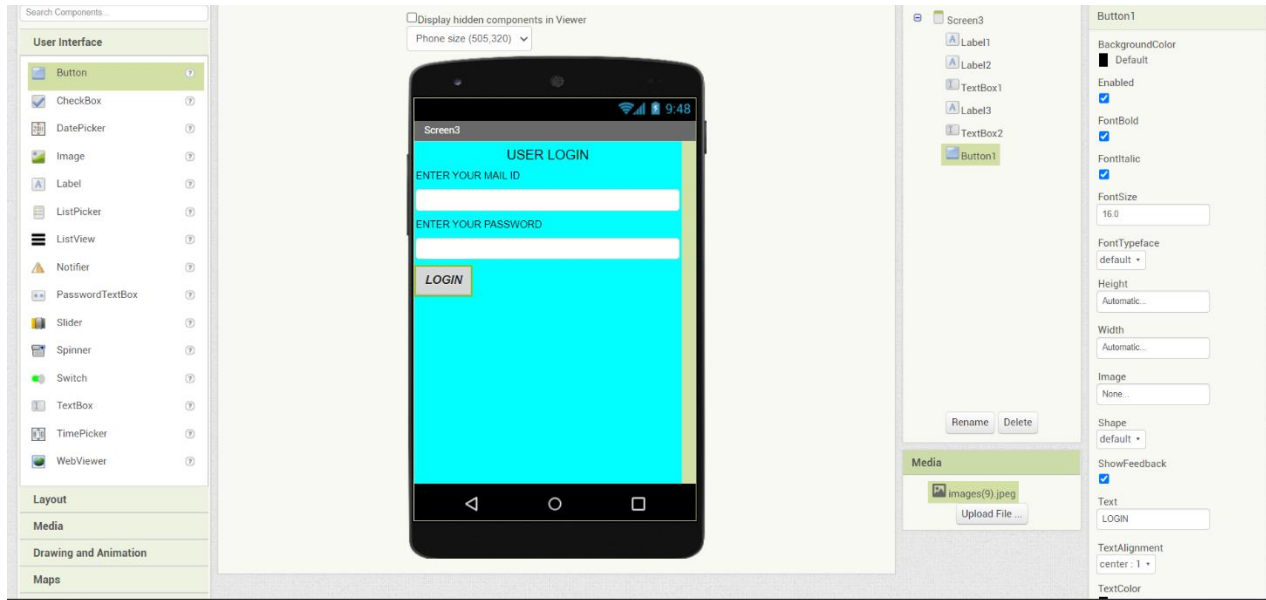 Search Components...
User Interface
Button
CheckBox
DatePicker
Image
Label
ListPicker
ListView
Notifier
PasswordTextBox
Slider
Spinner
Switch
TextBox
TimePicker
WebViewer
Layout
Media
Drawing and Animation
Maps
Display hidden components in Viewer
Phone size (505,320)
9:48
Screen3
USER LOGIN
ENTER YOUR MAIL ID
ENTER YOUR PASSWORD
LOGIN
Screen3
Label1
Label2
TextBox1
Label3
TextBox2
Button1
Rename Delete
Media
images(9).jpeg
Upload File ...
Button1
BackgroundColor
Default
Enabled
FontBold
FontItalic
FontSize
16.0
FontTypeface
default
Height
Automatic...
Width
Automatic...
Image
None...
Shape
default
ShowFeedback
Text
LOGIN
TextAlignment
center : 1
TextColor